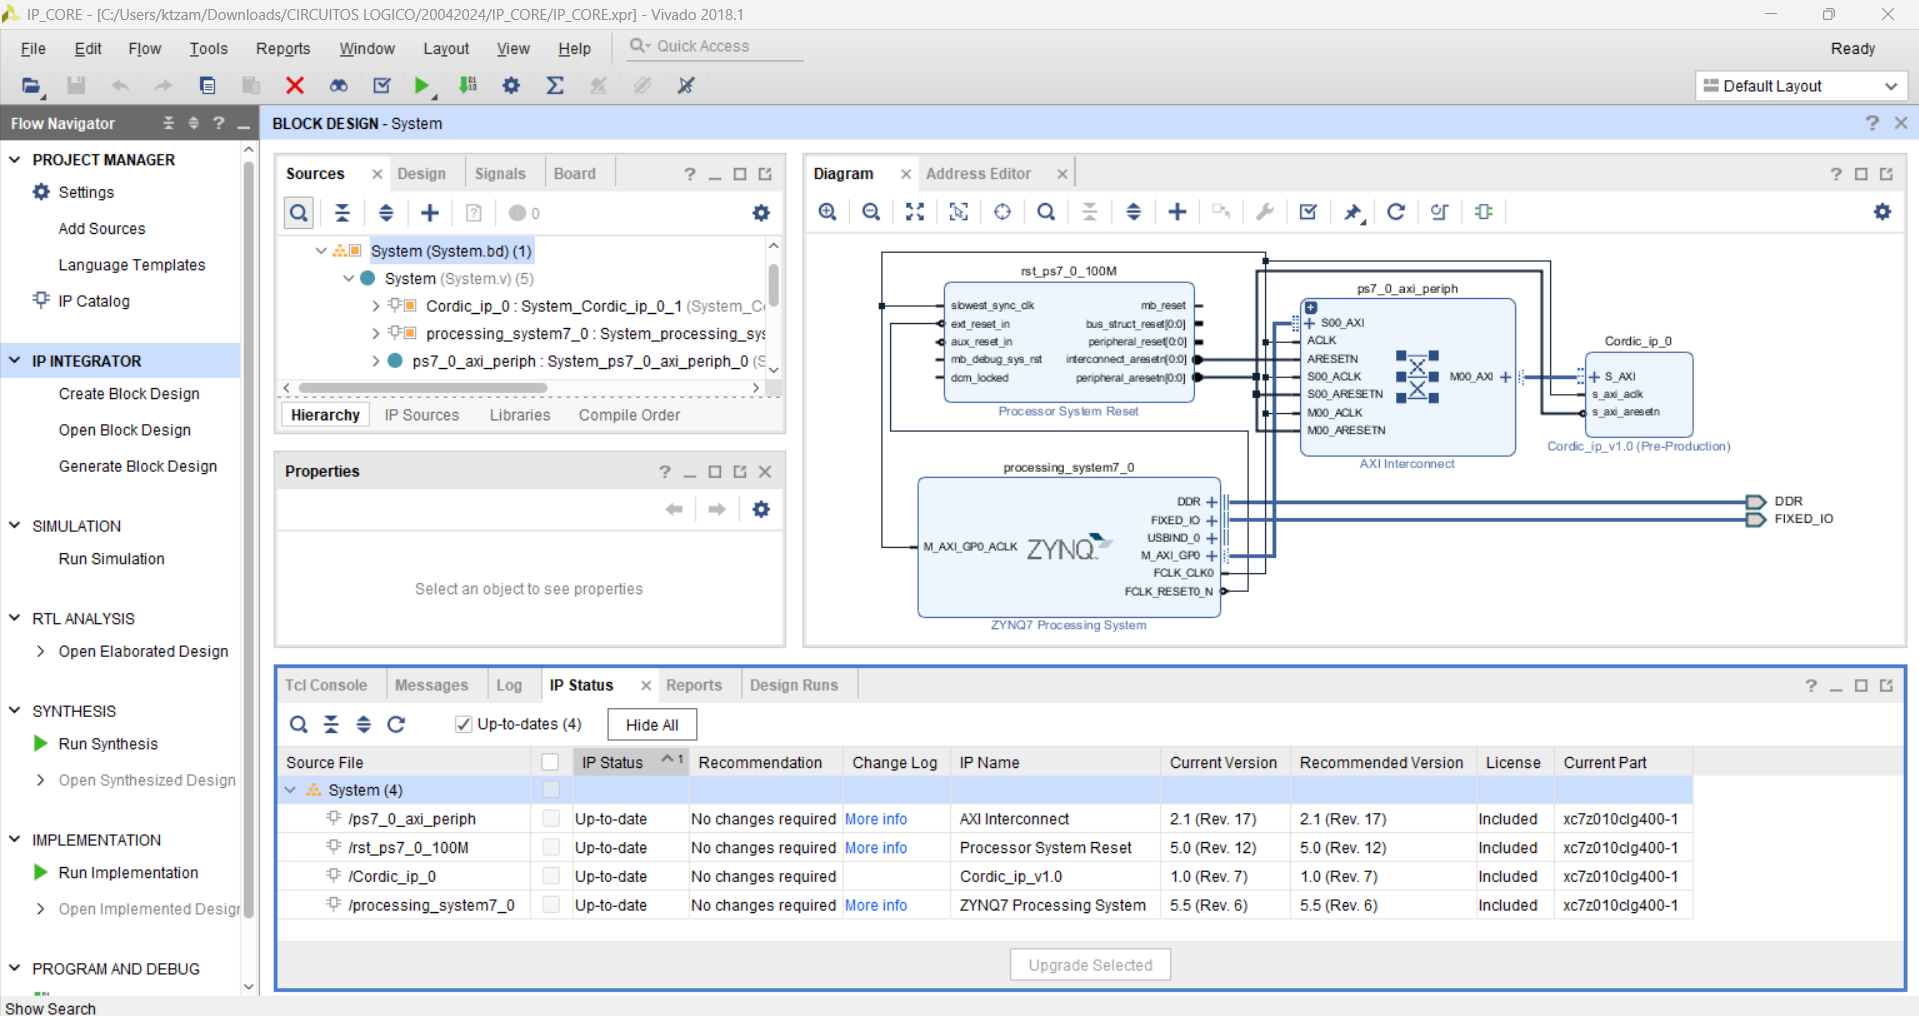 IP_CORE - [C:/Users/ktzam/Downloads/CIRCUITOS LOGICO/20042024/IP_CORE/IP_CORE.xpr] - Vivado 2018.1
File Edit Flow Tools Reports Window Layout View Help Quick Access Ready
Default Layout
Flow Navigator
PROJECT MANAGER
Settings
Add Sources
Language Templates
IP Catalog
IP INTEGRATOR
Create Block Design
Open Block Design
Generate Block Design
SIMULATION
Run Simulation
RTL ANALYSIS
Open Elaborated Design
SYNTHESIS
Run Synthesis
Open Synthesized Design
IMPLEMENTATION
Run Implementation
Open Implemented Design
PROGRAM AND DEBUG
BLOCK DESIGN - System
Sources Design Signals Board
0
System (System.bd) (1)
System (System.v) (5)
Cordic_ip_0 : System_Cordic_ip_0_1 (System_C
processing_system7_0 : System_processing_sys
ps7_0_axi_periph : System_ps7_0_axi_periph_0 (S
Hierarchy IP Sources Libraries Compile Order
Properties
Select an object to see properties
Diagram Address Editor
rst_ps7_0_100M
slowest_sync_clk mb_reset
ext_reset_in bus_struct_reset[0:0]
aux_reset_in peripheral_reset[0:0]
mb_debug_sys_rst interconnect_aresetn[0:0]
dcm_locked peripheral_aresetn[0:0]
Processor System Reset
ps7_0_axi_periph
S00_AXI
ACLK
ARESETN
S00_ACLK M00_AXI
S00_ARESETN
M00_ACLK
M00_ARESETN
AXI Interconnect
Cordic_ip_0
S_AXI
s_axi_aclk
s_axi_aresetn
Cordic_ip_v1.0 (Pre-Production)
processing_system7_0
DDR
FIXED_IO
USBIND_0
M_AXI_GP0_ACLK ZYNQ M_AXI_GP0
FCLK_CLK0
FCLK_RESET0_N
ZYNQ7 Processing System
DDR
FIXED_IO
Tcl Console Messages Log IP Status Reports Design Runs
Up-to-dates (4) Hide All
Source File IP Status 1 Recommendation Change Log IP Name Current Version Recommended Version License Current Part
System (4)
/ps7_0_axi_periph Up-to-date No changes required More info AXI Interconnect 2.1 (Rev. 17) 2.1 (Rev. 17) Included xc7z010clg400-1
/rst_ps7_0_100M Up-to-date No changes required More info Processor System Reset 5.0 (Rev. 12) 5.0 (Rev. 12) Included xc7z010clg400-1
/Cordic_ip_0 Up-to-date No changes required Cordic_ip_v1.0 1.0 (Rev. 7) 1.0 (Rev. 7) Included xc7z010clg400-1
/processing_system7_0 Up-to-date No changes required More info ZYNQ7 Processing System 5.5 (Rev. 6) 5.5 (Rev. 6) Included xc7z010clg400-1
Upgrade Selected
Show Search